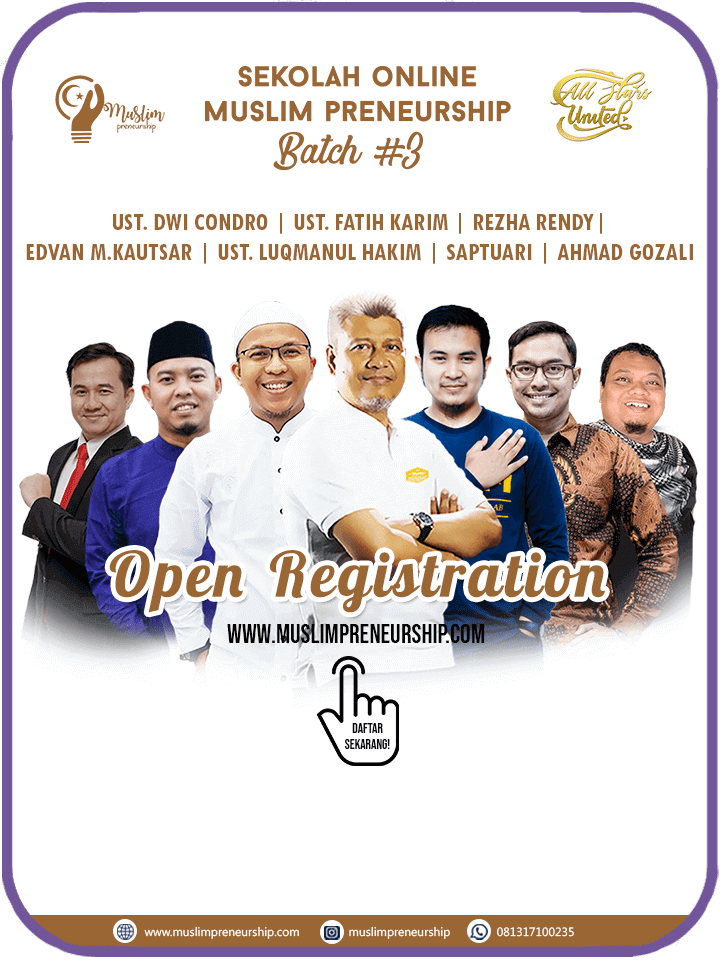 Muslim
preneurship
SEKOLAH ONLINE
MUSLIM PRENEURSHIP
Batch #3
All Stars
United
UST. DWI CONDRO | UST. FATIH KARIM | REZHA RENDY|
EDVAN M.KAUTSAR | UST. LUQMANUL HAKIM | SAPTUARI | AHMAD GOZALI
AB
Open Registration
WWW.MUSLIMPRENEURSHIP.COM
DAFTAR
SEKARANG!
www.muslimpreneurship.com muslimpreneurship 081317100235